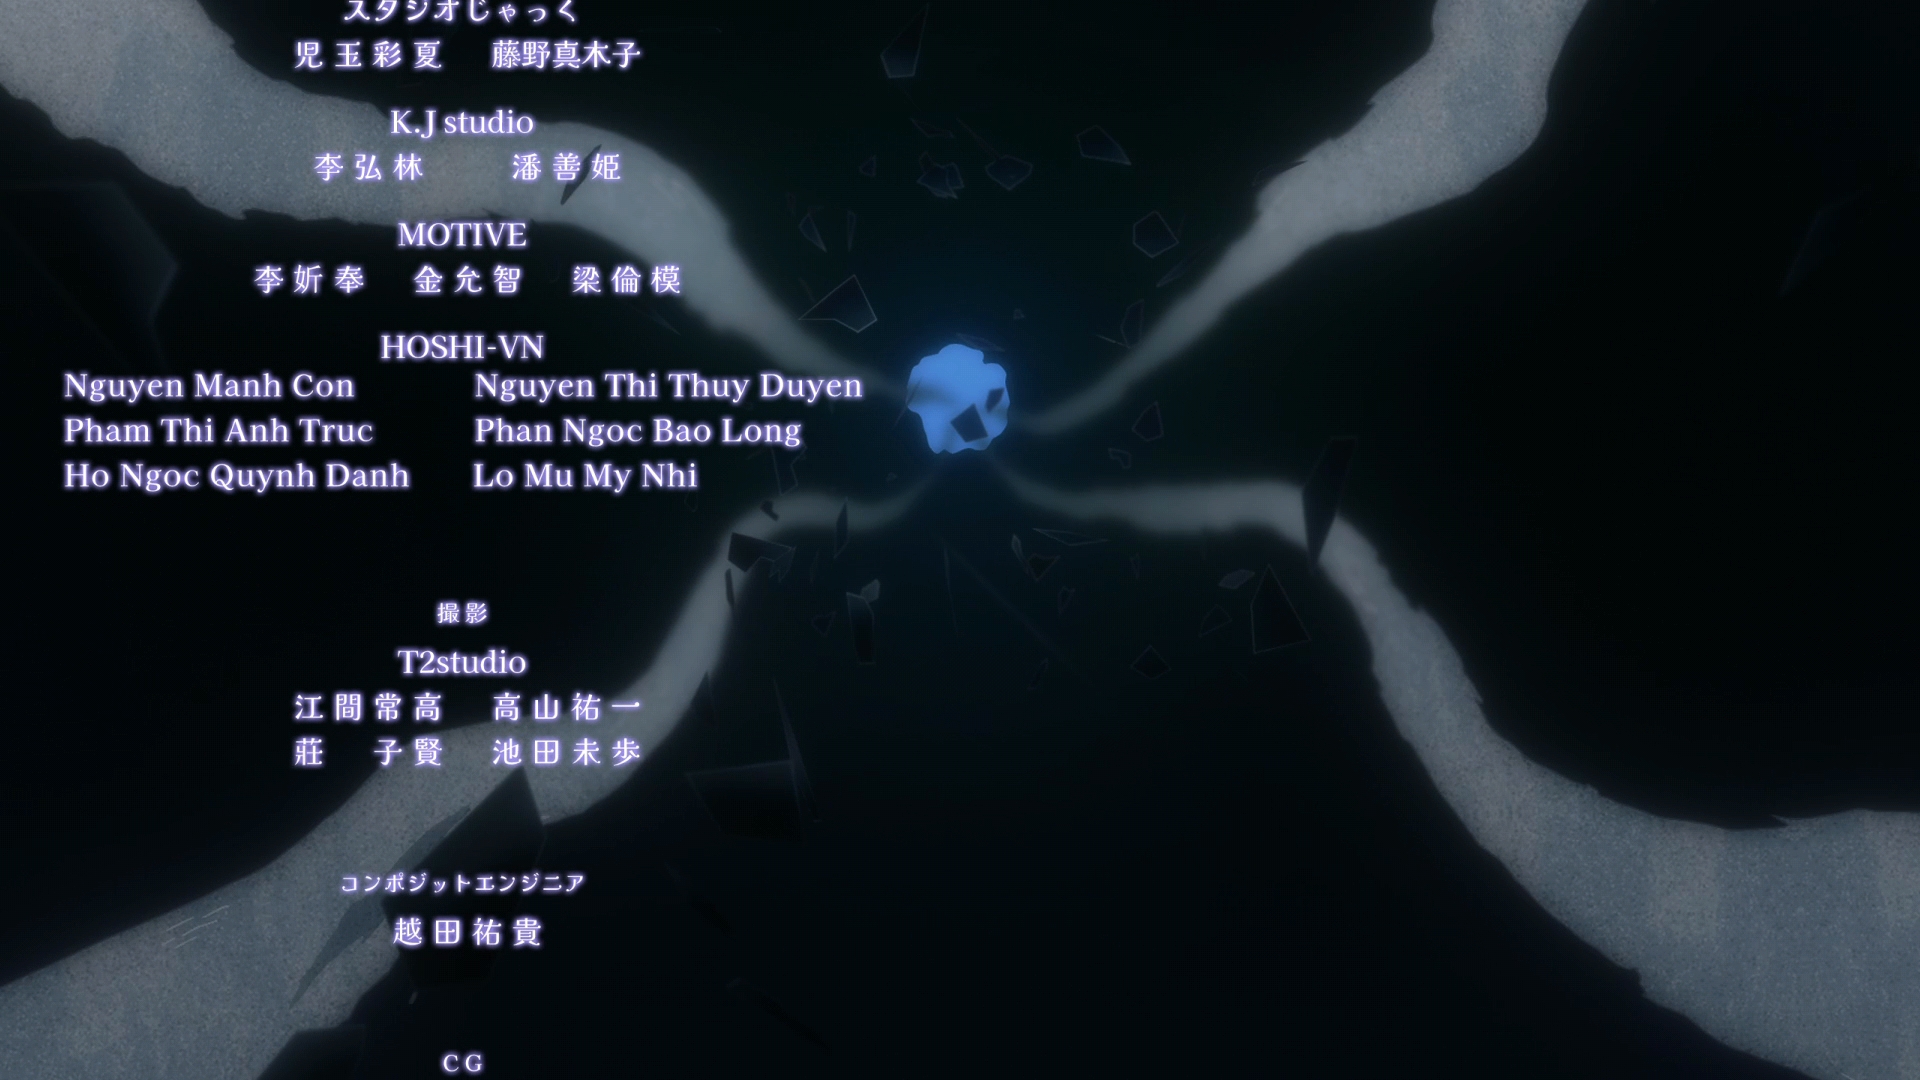 スタジオじゃっく
児玉彩夏 藤野真木子
K.J studio
李弘林 潘善姫
MOTIVE
李妡奉 金允智 梁倫模
HOSHI-VN
Nguyen Manh Con Nguyen Thi Thuy Duyen
Pham Thi Anh Truc Phan Ngoc Bao Long
Ho Ngoc Quynh Danh Lo Mu My Nhi
撮影
T2studio
江間常高 高山祐一
莊 子賢 池田未歩
コンポジットエンジニア
越田祐貴
CG